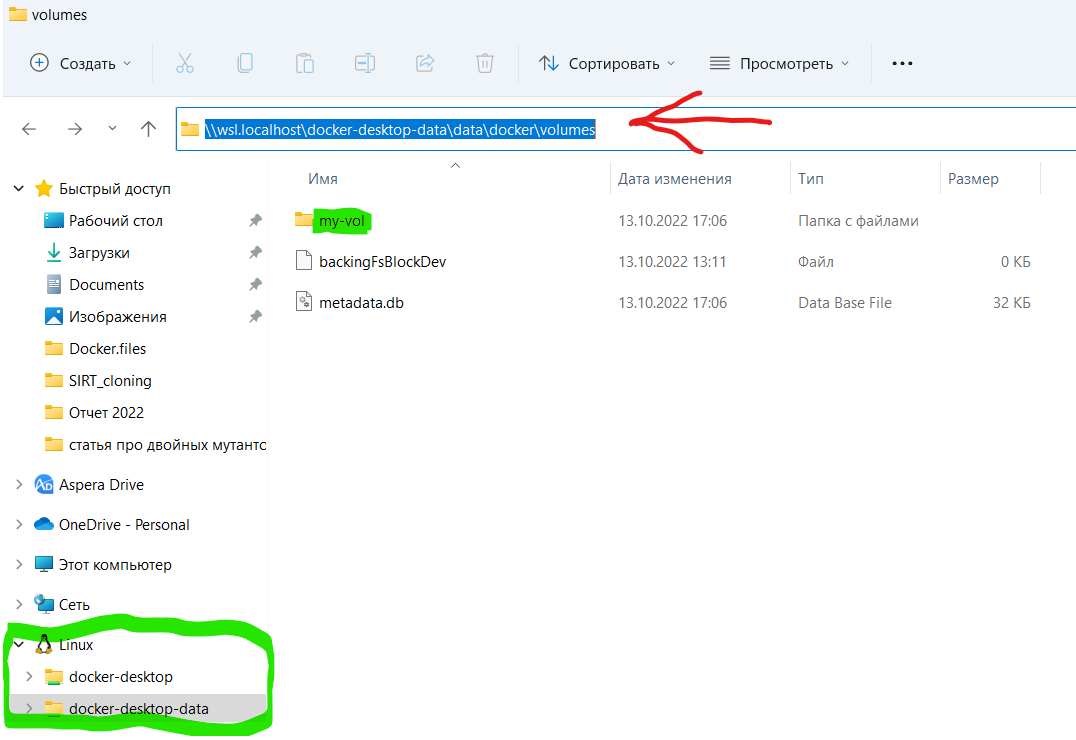 volumes
Создать
Сортировать
Просмотреть
\\wsl.localhost\docker-desktop-data\data\docker\volumes
Имя Дата изменения Тип Размер
my-vol 13.10.2022 17:06 Папка с файлами
backingFsBlockDev 13.10.2022 13:11 Файл 0 КБ
metadata.db 13.10.2022 17:06 Data Base File 32 КБ
Быстрый доступ
Рабочий стол
Загрузки
Documents
Изображения
Docker.files
SIRT_cloning
Отчет 2022
статья про двойных мутанто
Aspera Drive
OneDrive - Personal
Этот компьютер
Сеть
Linux
docker-desktop
docker-desktop-data